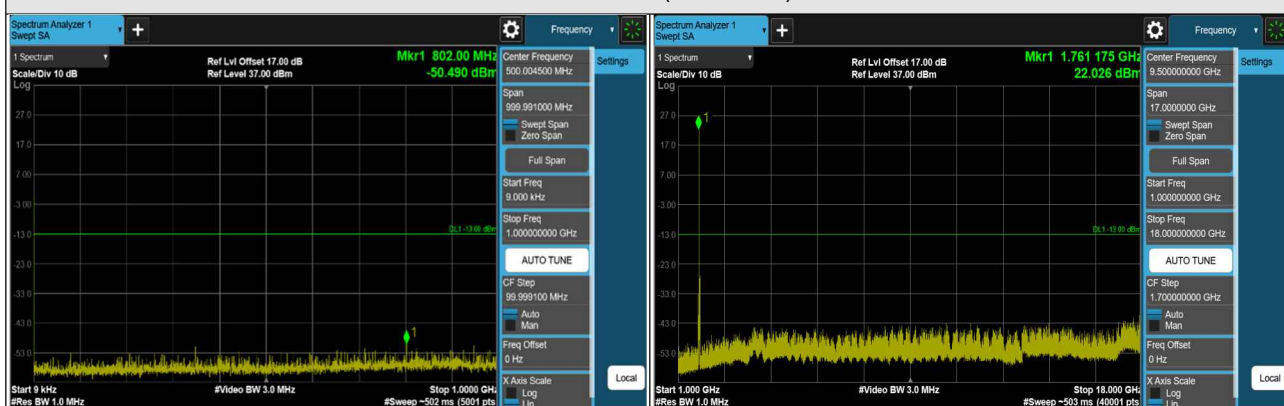 Spectrum Analyzer 1
Swept SA
+
Frequency
1 Spectrum
Scale/Div 10 dB
Log
Ref Lvl Offset 17.00 dB
Ref Level 37.00 dBm
Mkr1 802.00 MHz
-50.490 dBm
27.0
17.0
7.00
-3.00
-13.0
-23.0
-33.0
-43.0
-53.0
DL1 -13.00 dBm
1
Start 9 kHz
#Res BW 1.0 MHz
#Video BW 3.0 MHz
Stop 1.0000 GHz
#Sweep ~502 ms (5001 pts
Center Frequency
500.004500 MHz
Span
999.991000 MHz
Swept Span
Zero Span
Full Span
Start Freq
9.000 kHz
Stop Freq
1.000000000 GHz
AUTO TUNE
CF Step
99.999100 MHz
Auto
Man
Freq Offset
0 Hz
X Axis Scale
Log
Lin
Settings
Local
Spectrum Analyzer 1
Swept SA
+
Frequency
1 Spectrum
Scale/Div 10 dB
Log
Ref Lvl Offset 17.00 dB
Ref Level 37.00 dBm
Mkr1 1.761 175 GHz
22.026 dBm
27.0
17.0
7.00
-3.00
-13.0
-23.0
-33.0
-43.0
-53.0
DL1 -13.00 dBm
1
Start 1.000 GHz
#Res BW 1.0 MHz
#Video BW 3.0 MHz
Stop 18.000 GHz
#Sweep ~503 ms (40001 pts
Center Frequency
9.500000000 GHz
Span
17.0000000 GHz
Swept Span
Zero Span
Full Span
Start Freq
1.000000000 GHz
Stop Freq
18.000000000 GHz
AUTO TUNE
CF Step
1.700000000 GHz
Auto
Man
Freq Offset
0 Hz
X Axis Scale
Log
Lin
Settings
Local